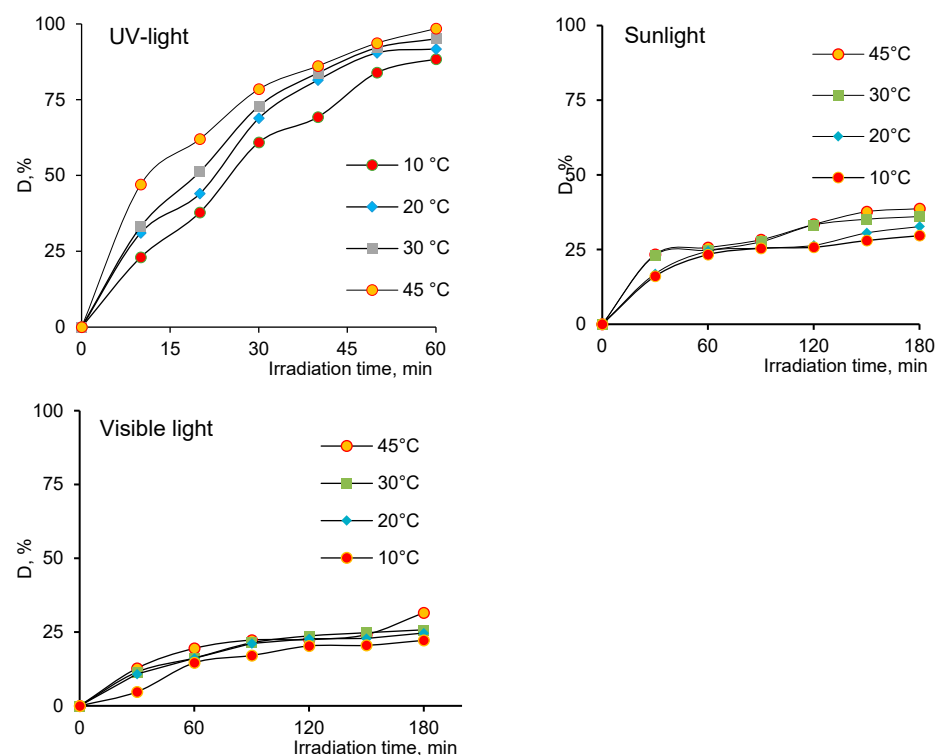 UV-light
D, %
100
75
50
25
0
10 °C
20 °C
30 °C
45 °C
0 15 30 45 60
Irradiation time, min
Sunlight
D, %
100
75
50
25
0
45°C
30°C
20°C
10°C
0 60 120 180
Irradiation time, min
Visible light
D, %
100
75
50
25
0
45°C
30°C
20°C
10°C
0 60 120 180
Irradiation time, min